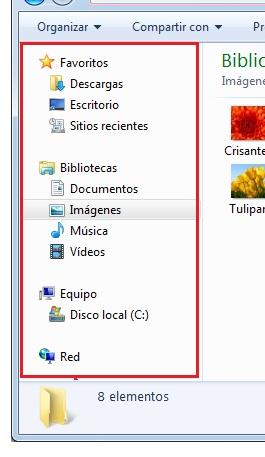 Organizar Compartir con Pr
Favoritos
Descargas
Escritorio
Sitios recientes
Bibliotecas
Documentos
Imágenes
Música
Vídeos
Equipo
Disco local (C:)
Red
Biblio
Imágene
Crisante
Tulipar
8 elementos